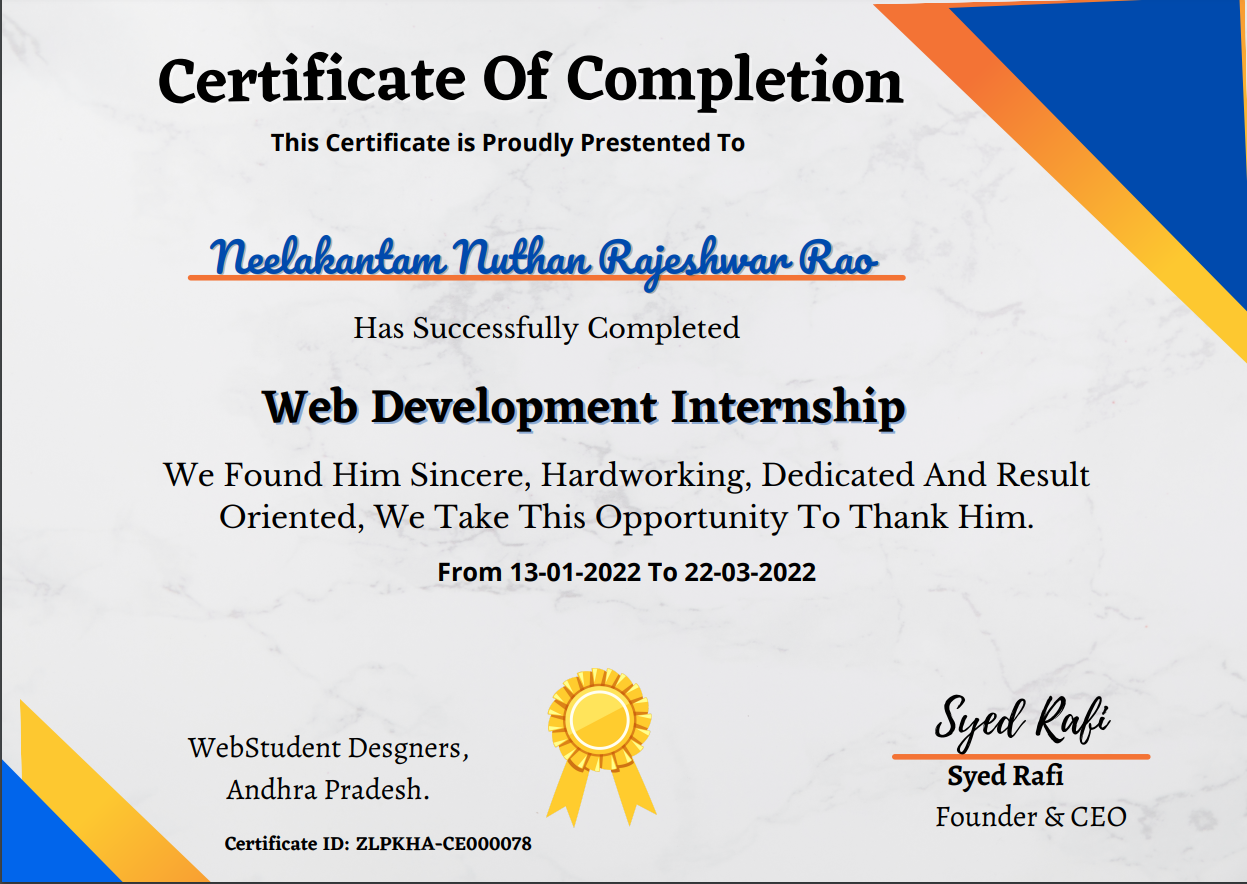 Certificate Of Completion
This Certificate is Proudly Prestented To
Neelakantam Nuthan Rajeshwar Rao
Has Successfully Completed
Web Development Internship
We Found Him Sincere, Hardworking, Dedicated And Result
Oriented, We Take This Opportunity To Thank Him.
From 13-01-2022 To 22-03-2022
WebStudent Desgners,
Andhra Pradesh.
Certificate ID: ZLPKHA-CE000078
Syed Rafi
Syed Rafi
Founder & CEO